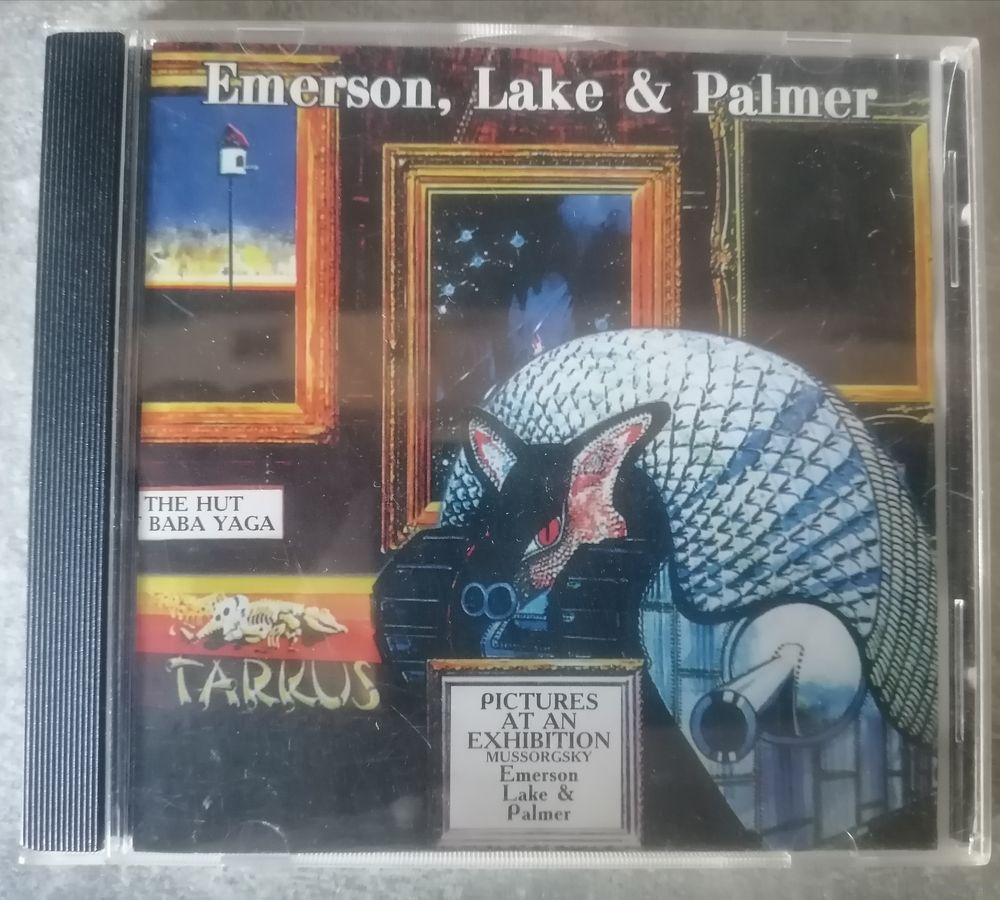 Emerson, Lake & Palmer
THE HUT
BABA YAGA
TARKUS
PICTURES
AT AN
EXHIBITION
MUSSORGSKY
Emerson
Lake &
Palmer